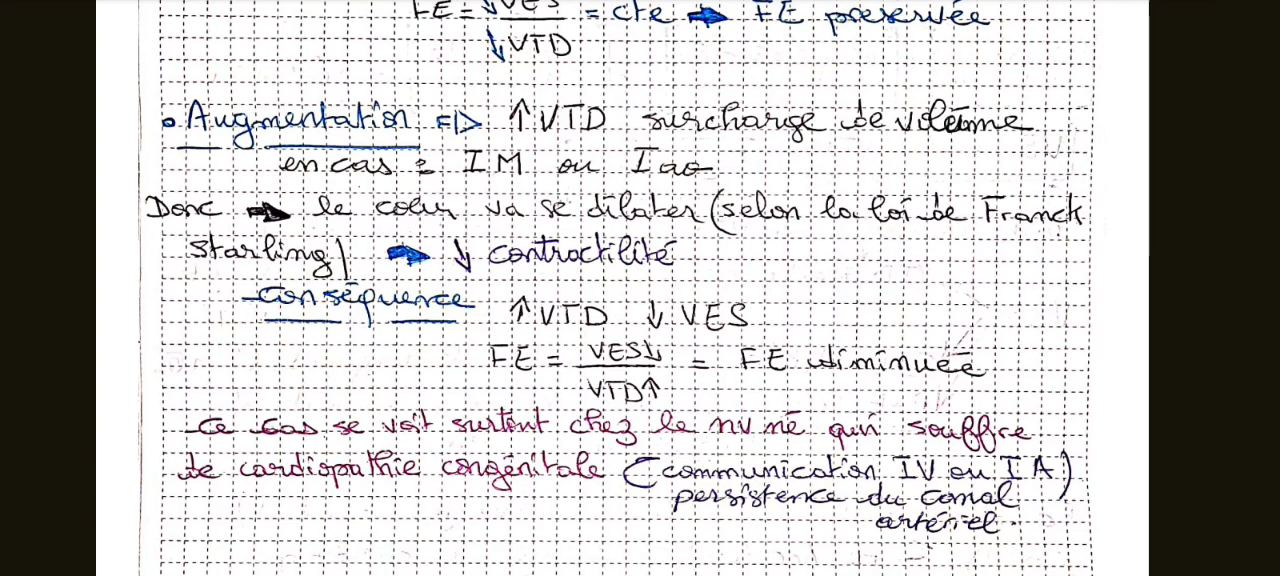 FE = ↓VES / ↓VTD = cte ➡ FE preservée
• Augmentation => ↑VTD surcharge de volume
en cas : IM ou Iao
Donc ➡ le coeur va se dilater (selon la loi de Franck
starling) ➡ ↓ contractilité
Conséquence ↑VTD ↓ VES
FE = VES↓ / VTD↑ = FE diminuée
Ce cas se voit surtout chez le nv né qui souffre
de cardiopathie congénitale (communication IV ou IA)
persistence du canal
artériel.